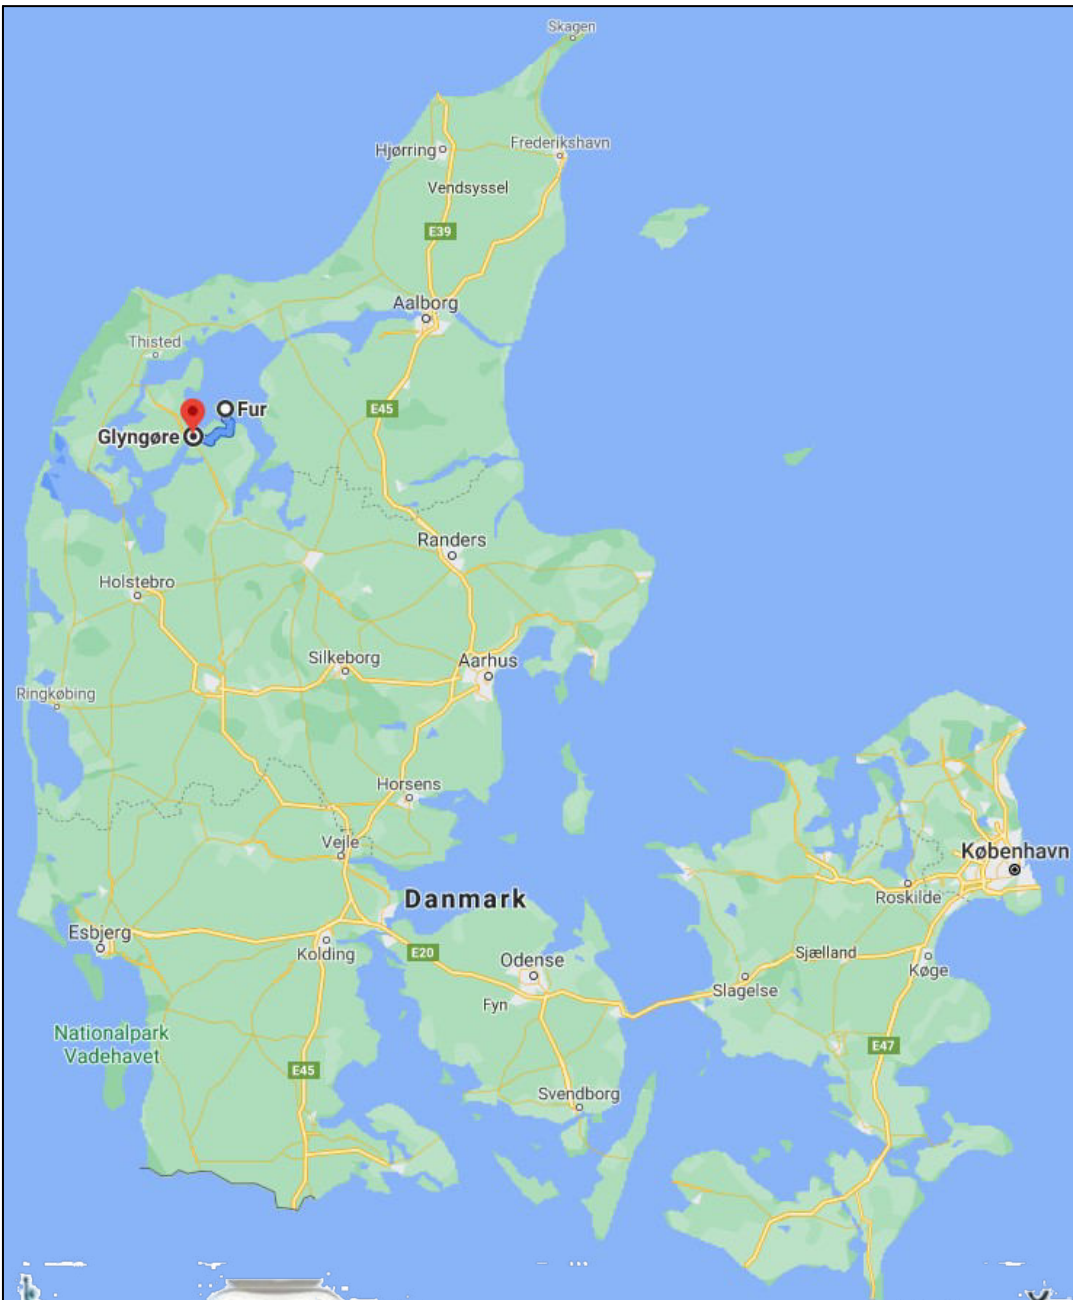 Skagen
Frederikshavn
Hjørring
Vendsyssel
E39
Aalborg
Thisted
E45
Fur
Glyngøre
Randers
Holstebro
Silkeborg
Aarhus
Ringkøbing
Horsens
Vejle
København
Danmark
Roskilde
Esbjerg
Kolding
E20
Odense
Sjælland
Køge
Slagelse
Fyn
Nationalpark
Vadehavet
E47
E45
Svendborg